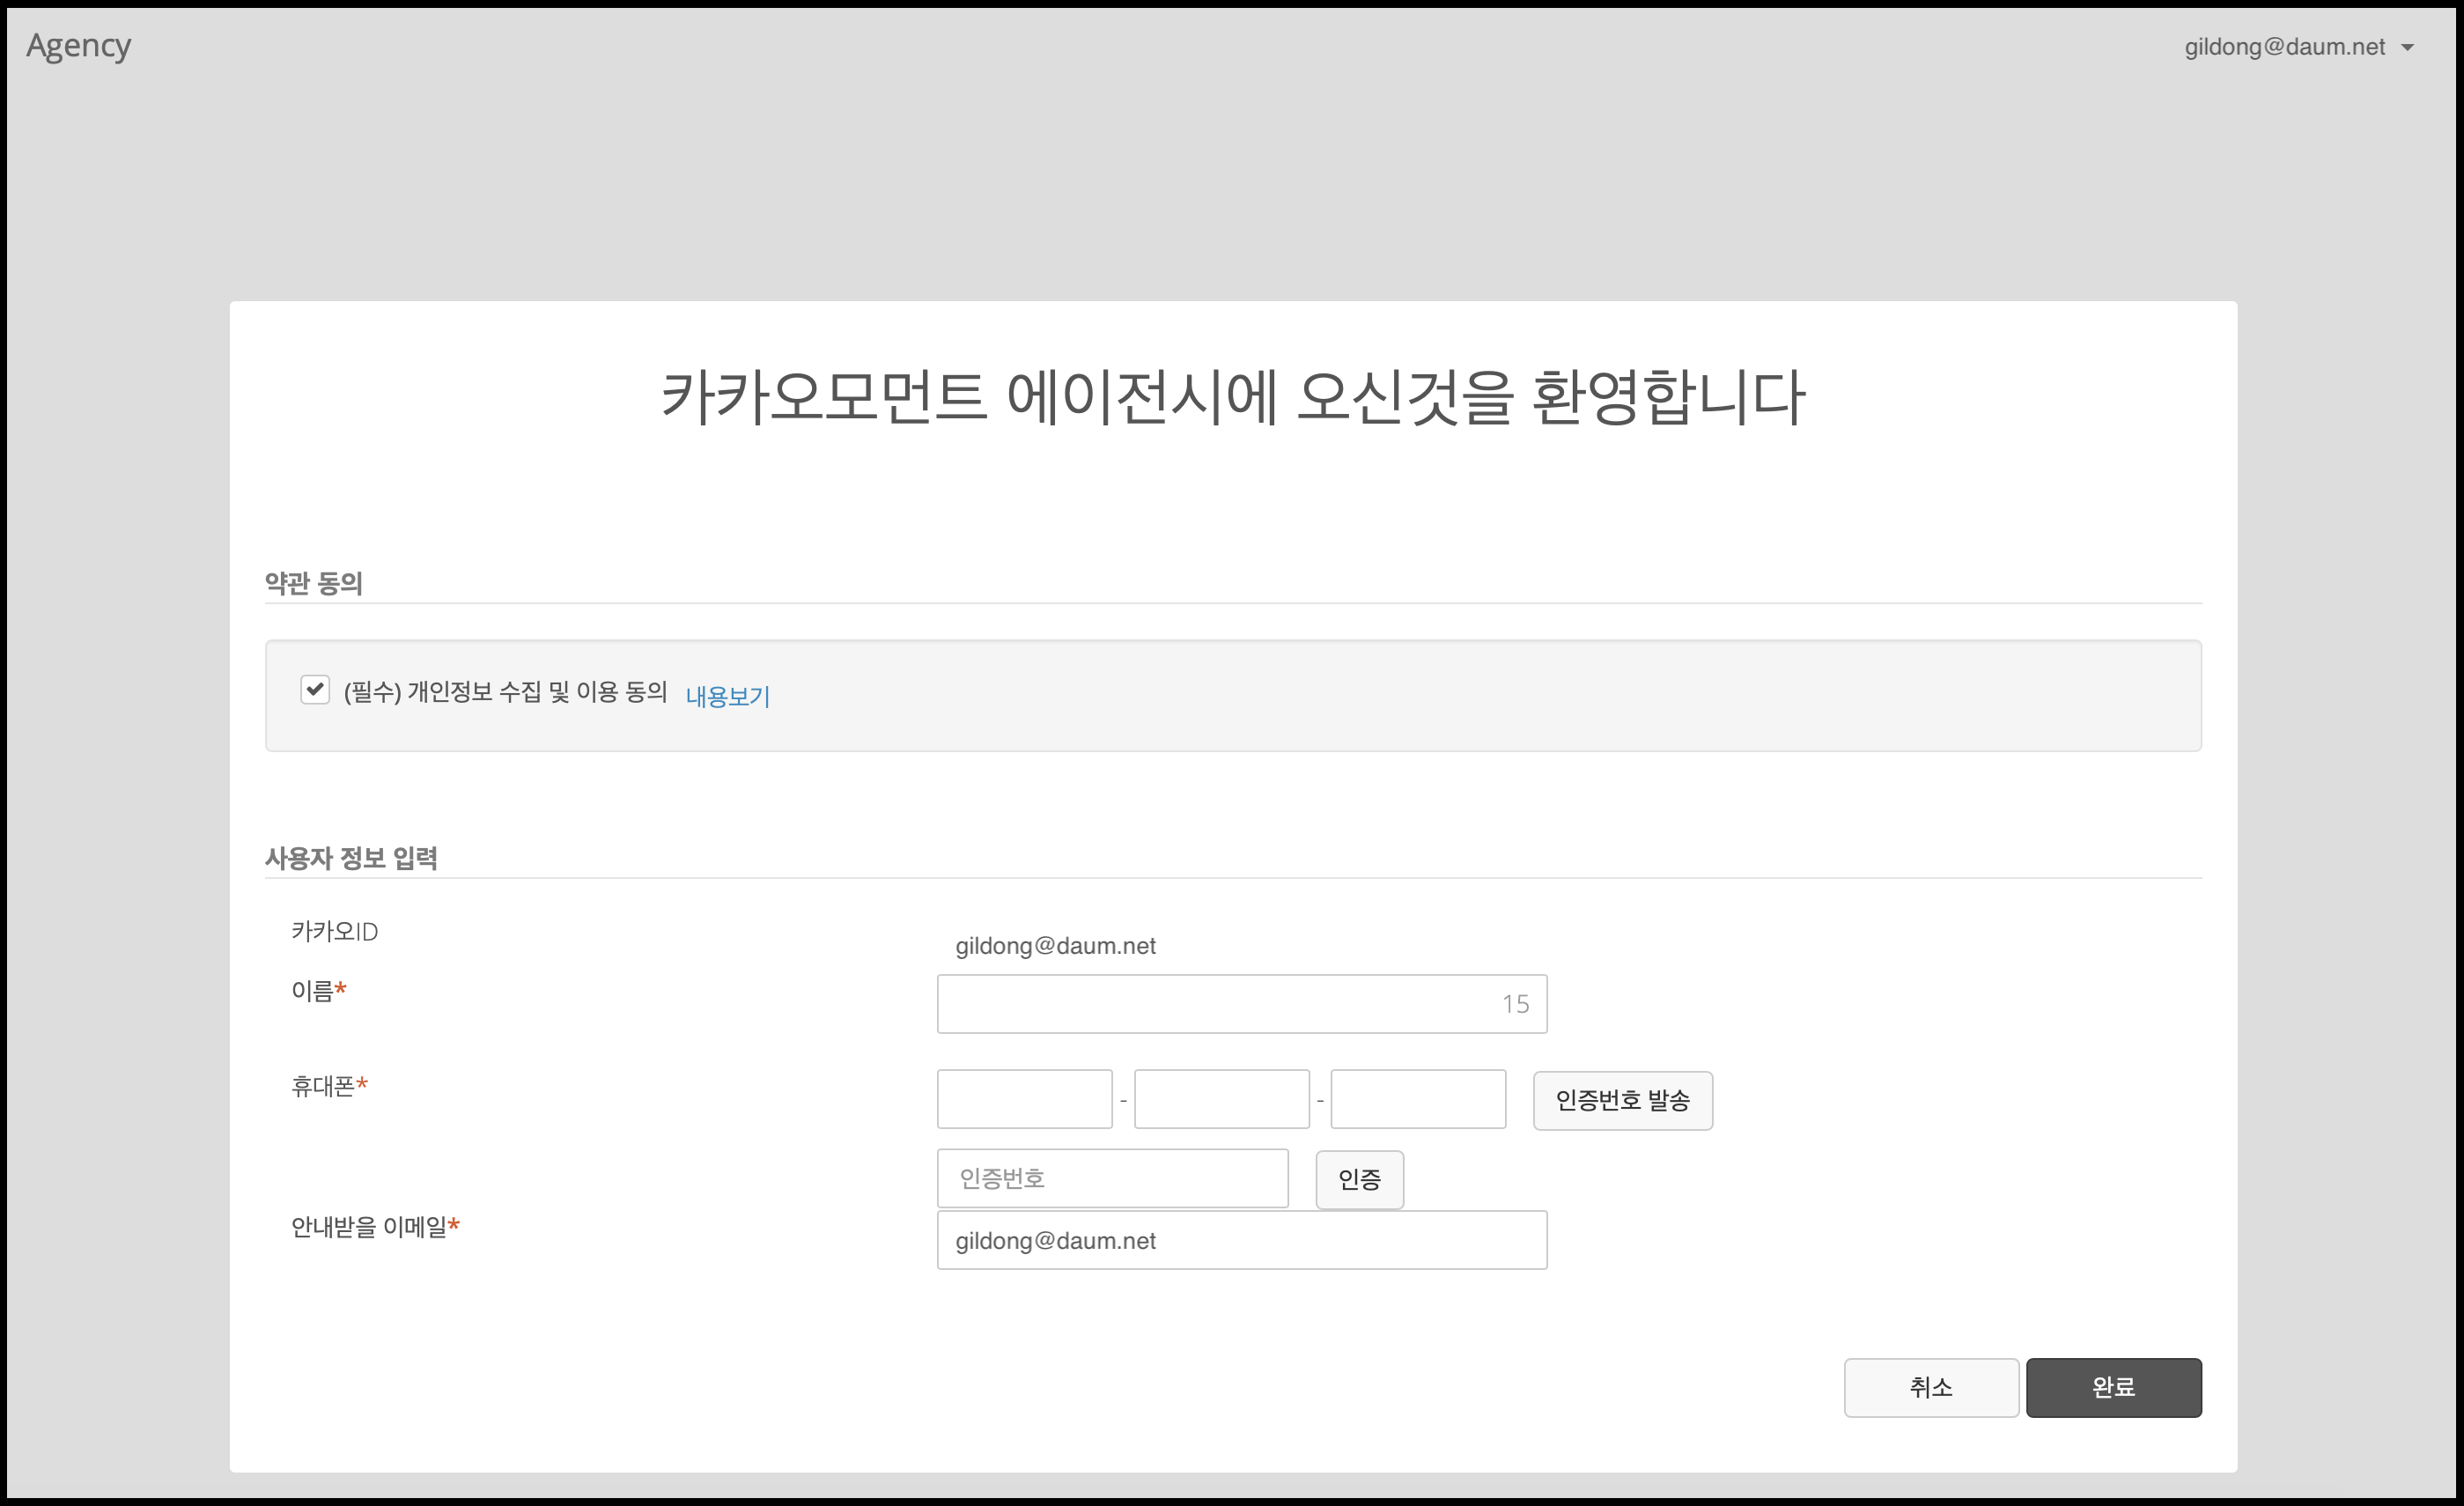 Agency
gildong@daum.net
카카오모먼트 에이전시에 오신것을 환영합니다
약관 동의
(필수) 개인정보 수집 및 이용 동의 내용보기
사용자 정보 입력
카카오ID
gildong@daum.net
이름*
15
휴대폰*
- -
인증번호 발송
인증번호
인증
안내받을 이메일*
gildong@daum.net
취소
완료